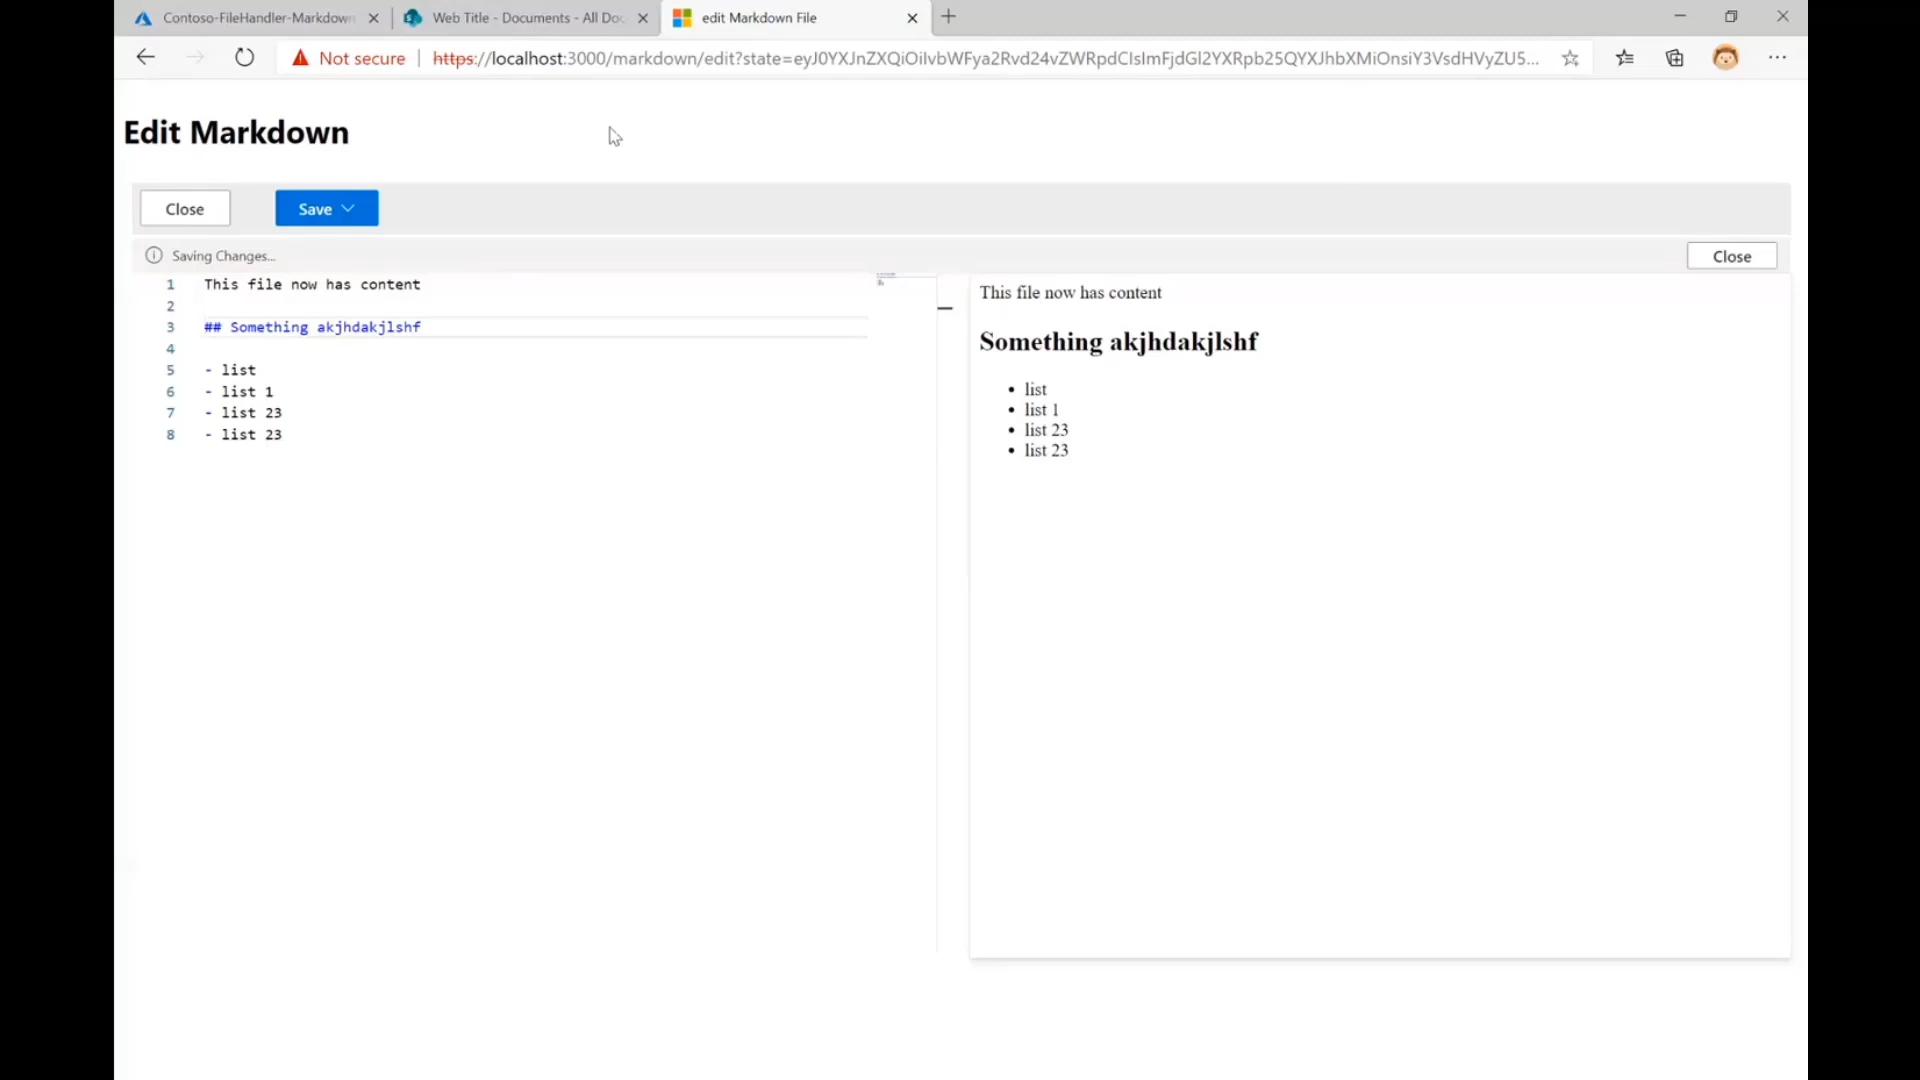 Contoso-FileHandler-Markdown
Web Title - Documents - All Doc
edit Markdown File
Not secure
https://localhost:3000/markdown/edit?state=eyJ0YXJnZXQiOiIvbWFya2Rvd24vZWRpdCIsImFjdGl2YXRpb25QYXJhbXMiOnsiY3VsdHVyZU5...
Edit Markdown
Close
Save
Saving Changes...
Close
1 This file now has content
2
3 ## Something akjhdakjlshf
4
5 - list
6 - list 1
7 - list 23
8 - list 23
This file now has content
Something akjhdakjlshf
• list
• list 1
• list 23
• list 23